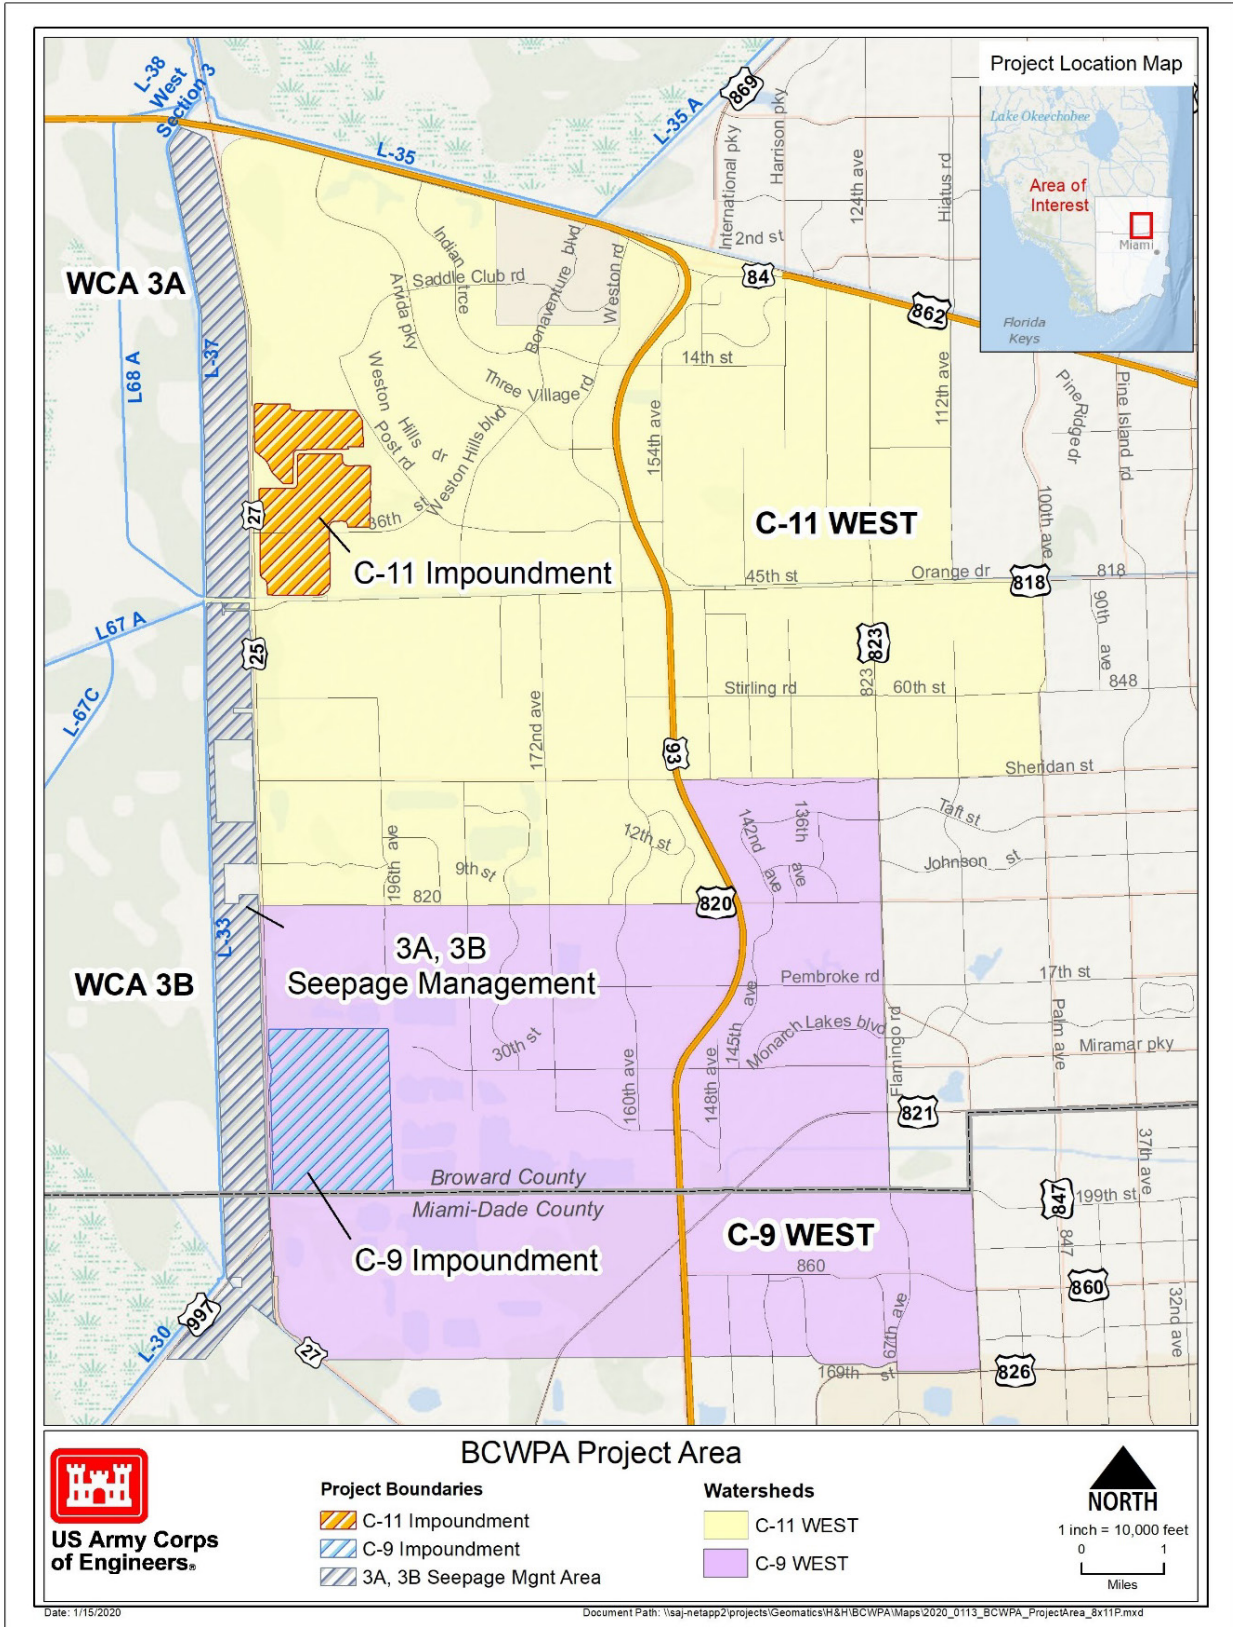 Project Location Map
Lake Okeechobee
Area of
Interest
Miami
Florida
Keys
L-38
West
Section 3
L-35
L-35 A
869
International pky
Harrison pky
124th ave
Hiatus rd
2nd st
84
862
WCA 3A
L68 A
L-37
Indian trce
Saddle Club rd
Arvida pky
Bonaventure blvd
Weston rd
Weston Hills dr
Post rd
Three Village rd
Weston Hills blvd
14th st
154th ave
112th ave
Pine Ridge dr
Pine Island rd
100th ave
27
36th st
C-11 Impoundment
C-11 WEST
45th st
Orange dr
818
818
L67 A
L-67C
25
823
823
90th ave
Stirling rd
60th st
848
172nd ave
93
Sheridan st
196th ave
9th st
12th st
142nd ave
136th ave
Taft st
Johnson st
820
820
L-33
3A, 3B
Seepage Management
WCA 3B
Pembroke rd
17th st
30th st
160th ave
145th ave
148th ave
Monarch Lakes blvd
Flamingo rd
Palm ave
Miramar pky
821
37th ave
Broward County
Miami-Dade County
847
199th st
847
C-9 Impoundment
C-9 WEST
860
860
67th ave
32nd ave
997
L-30
27
169th st
826
BCWPA Project Area
US Army Corps
of Engineers®
Project Boundaries
C-11 Impoundment
C-9 Impoundment
3A, 3B Seepage Mgnt Area
Watersheds
C-11 WEST
C-9 WEST
NORTH
1 inch = 10,000 feet
0 1
Miles
Date: 1/15/2020
Document Path: \\saj-netapp2\projects\Geomatics\H&H\BCWPA\Maps\2020_0113_BCWPA_ProjectArea_8x11P.mxd